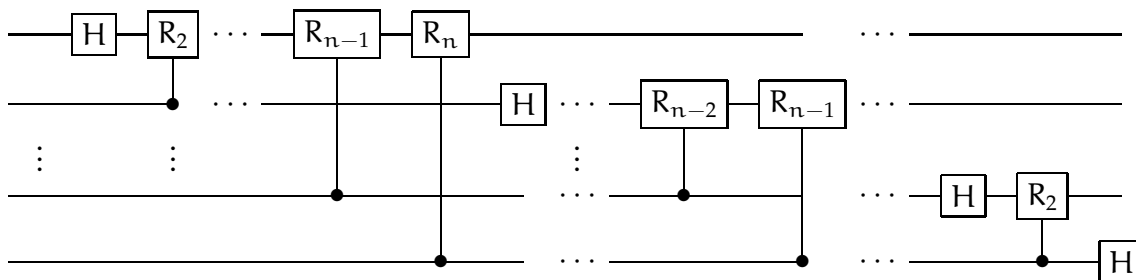 H R₂ ··· Rₙ₋₁ Rₙ ···
··· H ··· Rₙ₋₂ Rₙ₋₁ ···
⋮ ⋮ ⋮
··· ··· H R₂
··· ··· H